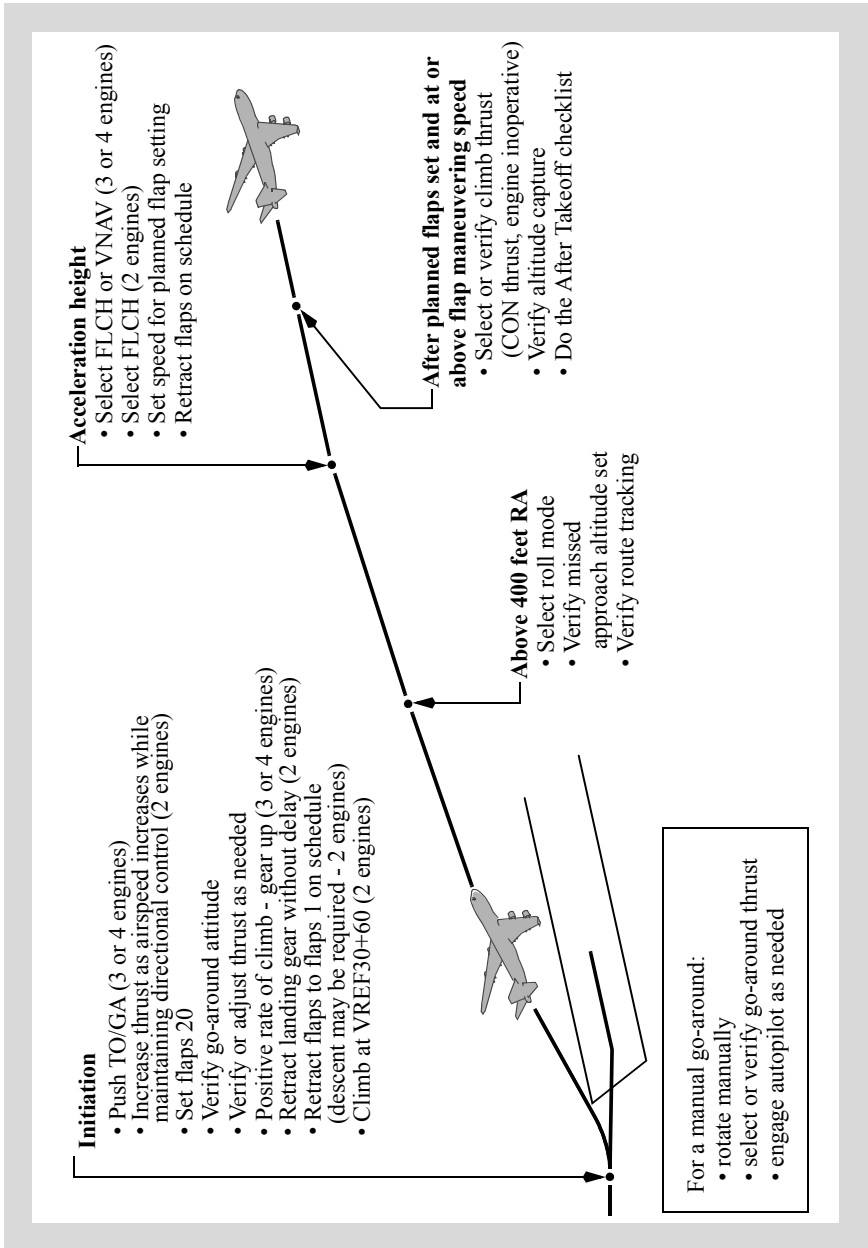 Initiation
• Push TO/GA (3 or 4 engines)
• Increase thrust as airspeed increases while
maintaining directional control (2 engines)
• Set flaps 20
• Verify go-around attitude
• Verify or adjust thrust as needed
• Positive rate of climb - gear up (3 or 4 engines)
• Retract landing gear without delay (2 engines)
• Retract flaps to flaps 1 on schedule
(descent may be required - 2 engines)
• Climb at VREF30+60 (2 engines)
Above 400 feet RA
• Select roll mode
• Verify missed
approach altitude set
• Verify route tracking
Acceleration height
• Select FLCH or VNAV (3 or 4 engines)
• Select FLCH (2 engines)
• Set speed for planned flap setting
• Retract flaps on schedule
After planned flaps set and at or
above flap maneuvering speed
• Select or verify climb thrust
(CON thrust, engine inoperative)
• Verify altitude capture
• Do the After Takeoff checklist
For a manual go-around:
• rotate manually
• select or verify go-around thrust
• engage autopilot as needed